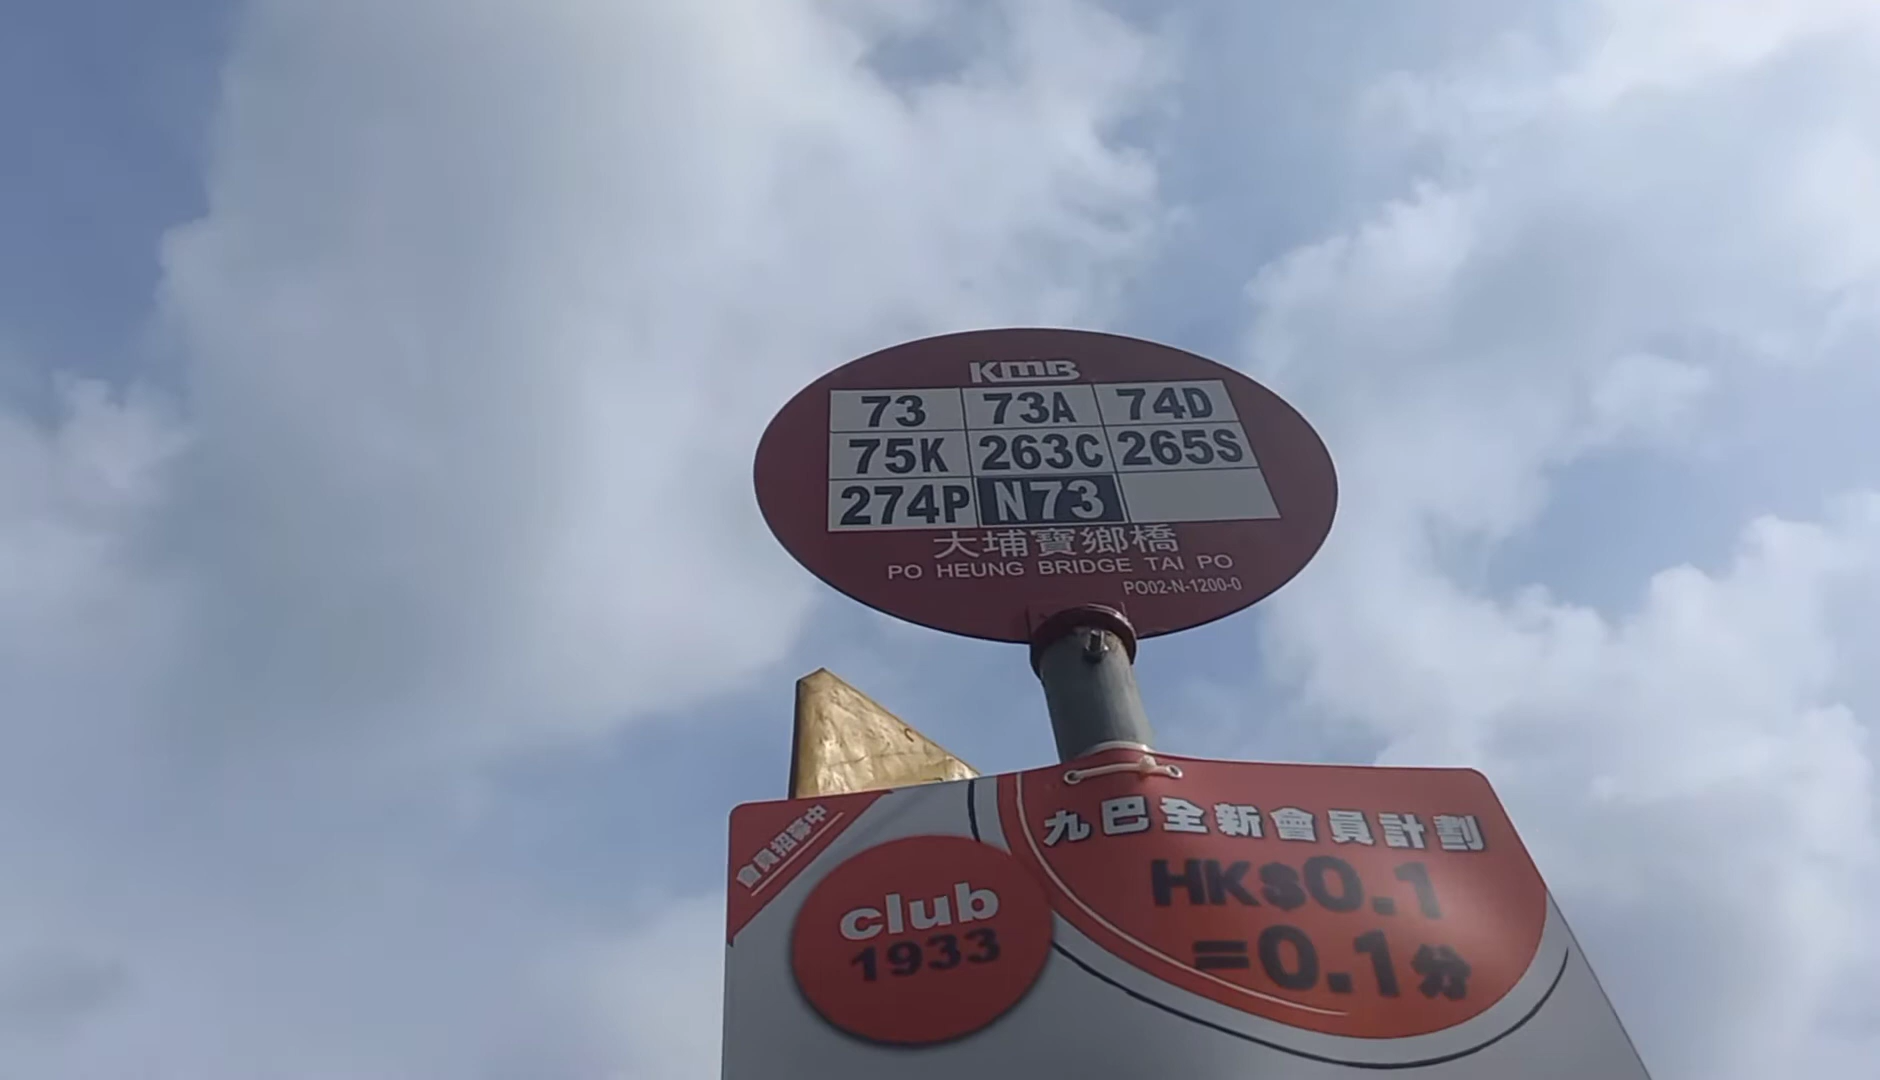 KMB
73 73A 74D
75K 263C 265S
274P N73
大埔寶鄉橋
PO HEUNG BRIDGE TAI PO
PO02-N-1200-0
會員招募中
九巴全新會員計劃
HK$0.1
=0.1分
club
1933